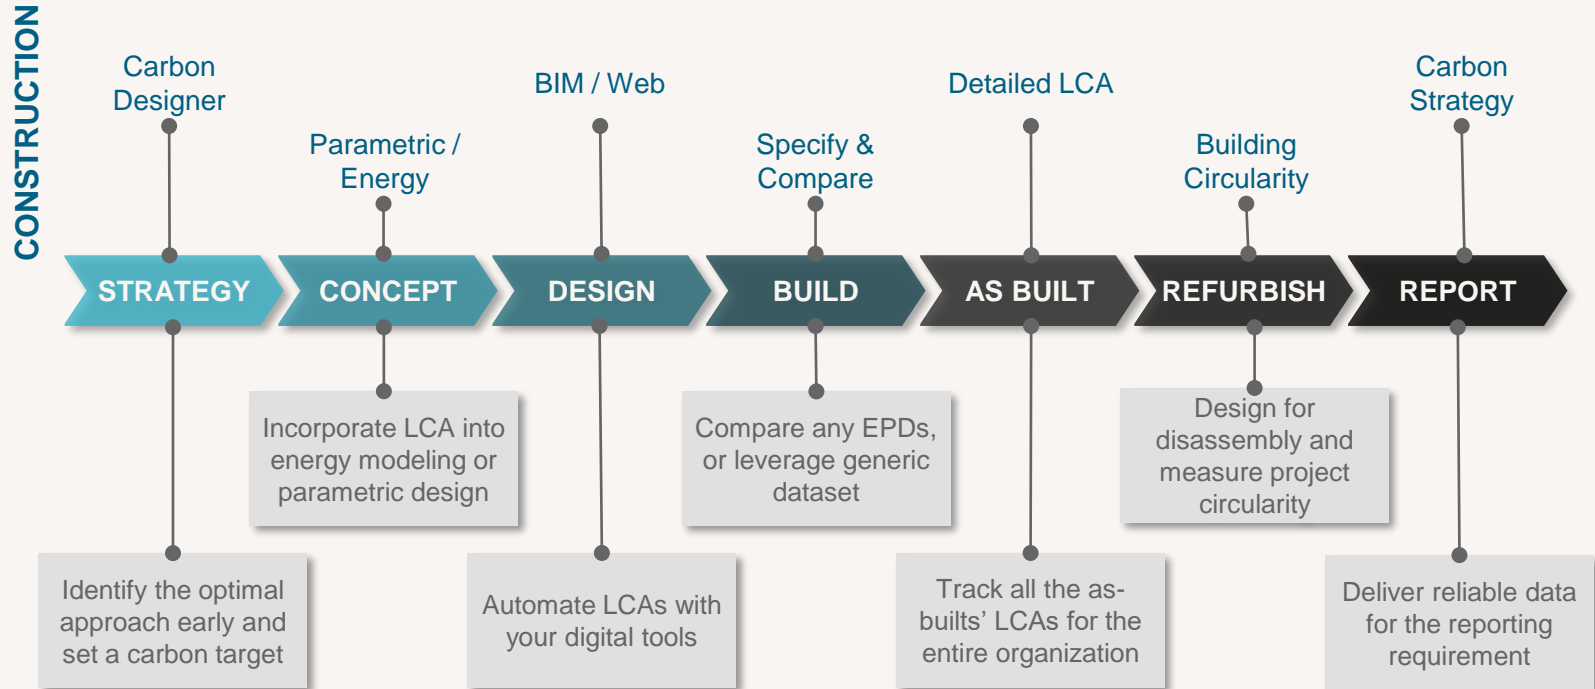 CONSTRUCTION
Carbon
Designer
Parametric /
Energy
BIM / Web
Specify &
Compare
Detailed LCA
Building
Circularity
Carbon
Strategy
STRATEGY
CONCEPT
DESIGN
BUILD
AS BUILT
REFURBISH
REPORT
Identify the optimal
approach early and
set a carbon target
Incorporate LCA into
energy modeling or
parametric design
Automate LCAs with
your digital tools
Compare any EPDs,
or leverage generic
dataset
Track all the as-
builts’ LCAs for the
entire organization
Design for
disassembly and
measure project
circularity
Deliver reliable data
for the reporting
requirement